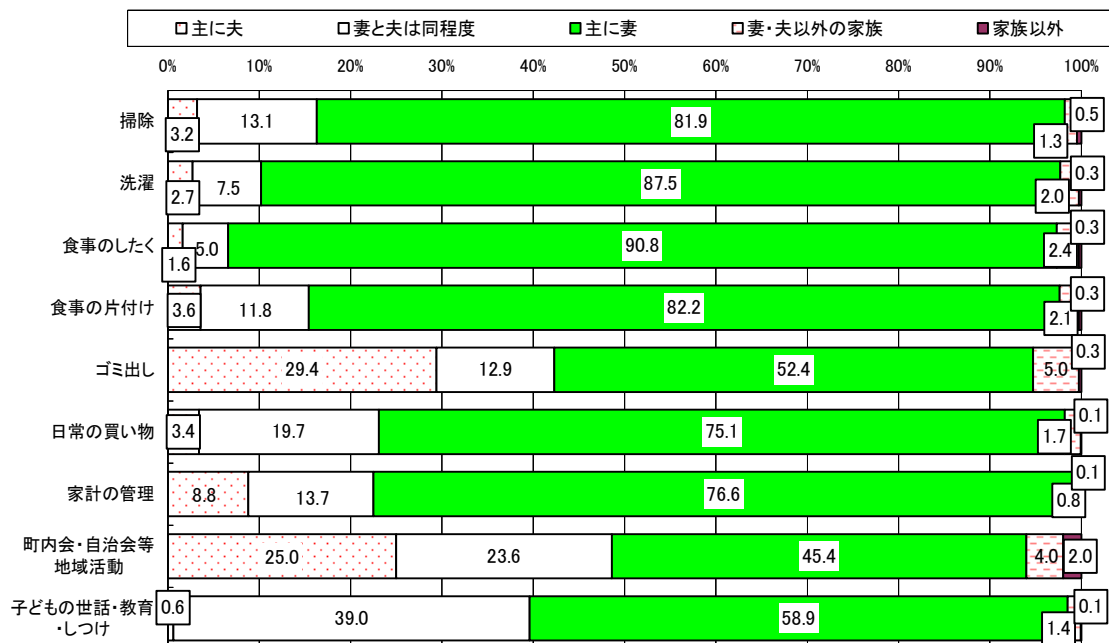 主に夫 妻と夫は同程度 主に妻 妻・夫以外の家族 家族以外
0% 10% 20% 30% 40% 50% 60% 70% 80% 90% 100%
掃除 3.2 13.1 81.9 1.3 0.5
洗濯 2.7 7.5 87.5 2.0 0.3
食事のしたく 1.6 5.0 90.8 2.4 0.3
食事の片付け 3.6 11.8 82.2 2.1 0.3
ゴミ出し 29.4 12.9 52.4 5.0 0.3
日常の買い物 3.4 19.7 75.1 1.7 0.1
家計の管理 8.8 13.7 76.6 0.8 0.1
町内会・自治会等
地域活動 25.0 23.6 45.4 4.0 2.0
子どもの世話・教育
・しつけ 0.6 39.0 58.9 1.4 0.1